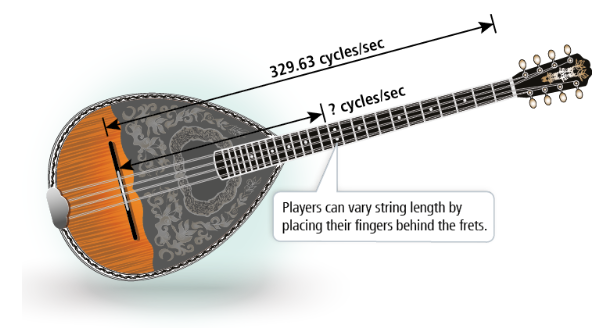 329.63 cycles/sec
? cycles/sec
Players can vary string length by
placing their fingers behind the frets.